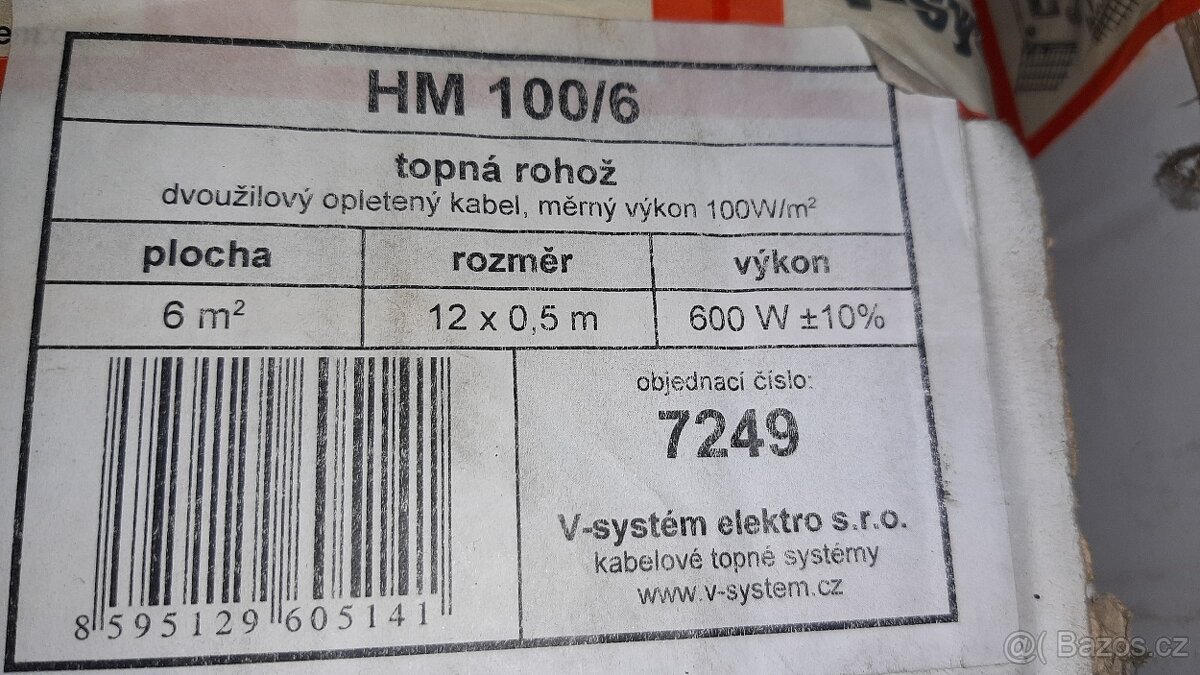 HM 100/6
topná rohož
dvoužilový opletený kabel, měrný výkon 100W/m²
plocha rozměr výkon
6 m² 12 x 0,5 m 600 W ±10%
objednací číslo:
7249
V-systém elektro s.r.o.
kabelové topné systémy
www.v-system.cz
8 595129 605141
@( Bazos.cz